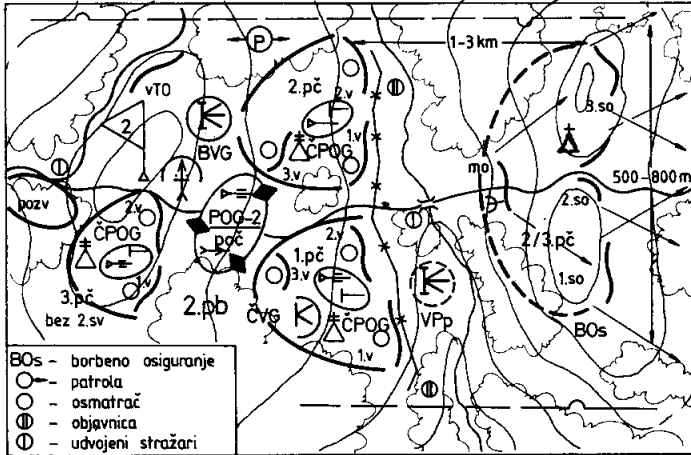 P
1-3 km
vTO
2.pč
2.v
2
BVG
ČPOG
1.v
3.v
3.so
mo
500-800m
pozv
2.v
ČPOG
1.v
3.pč
bez 2.sv
POG-2
poč
2.pb
1.pč
2.v
3.v
ČVG
ČPOG
1.v
VPp
2.so
2/3.pč
1.so
BOs
BOs - borbeno osiguranje
- patrola
- osmatrač
- objavnica
- udvojeni stražari